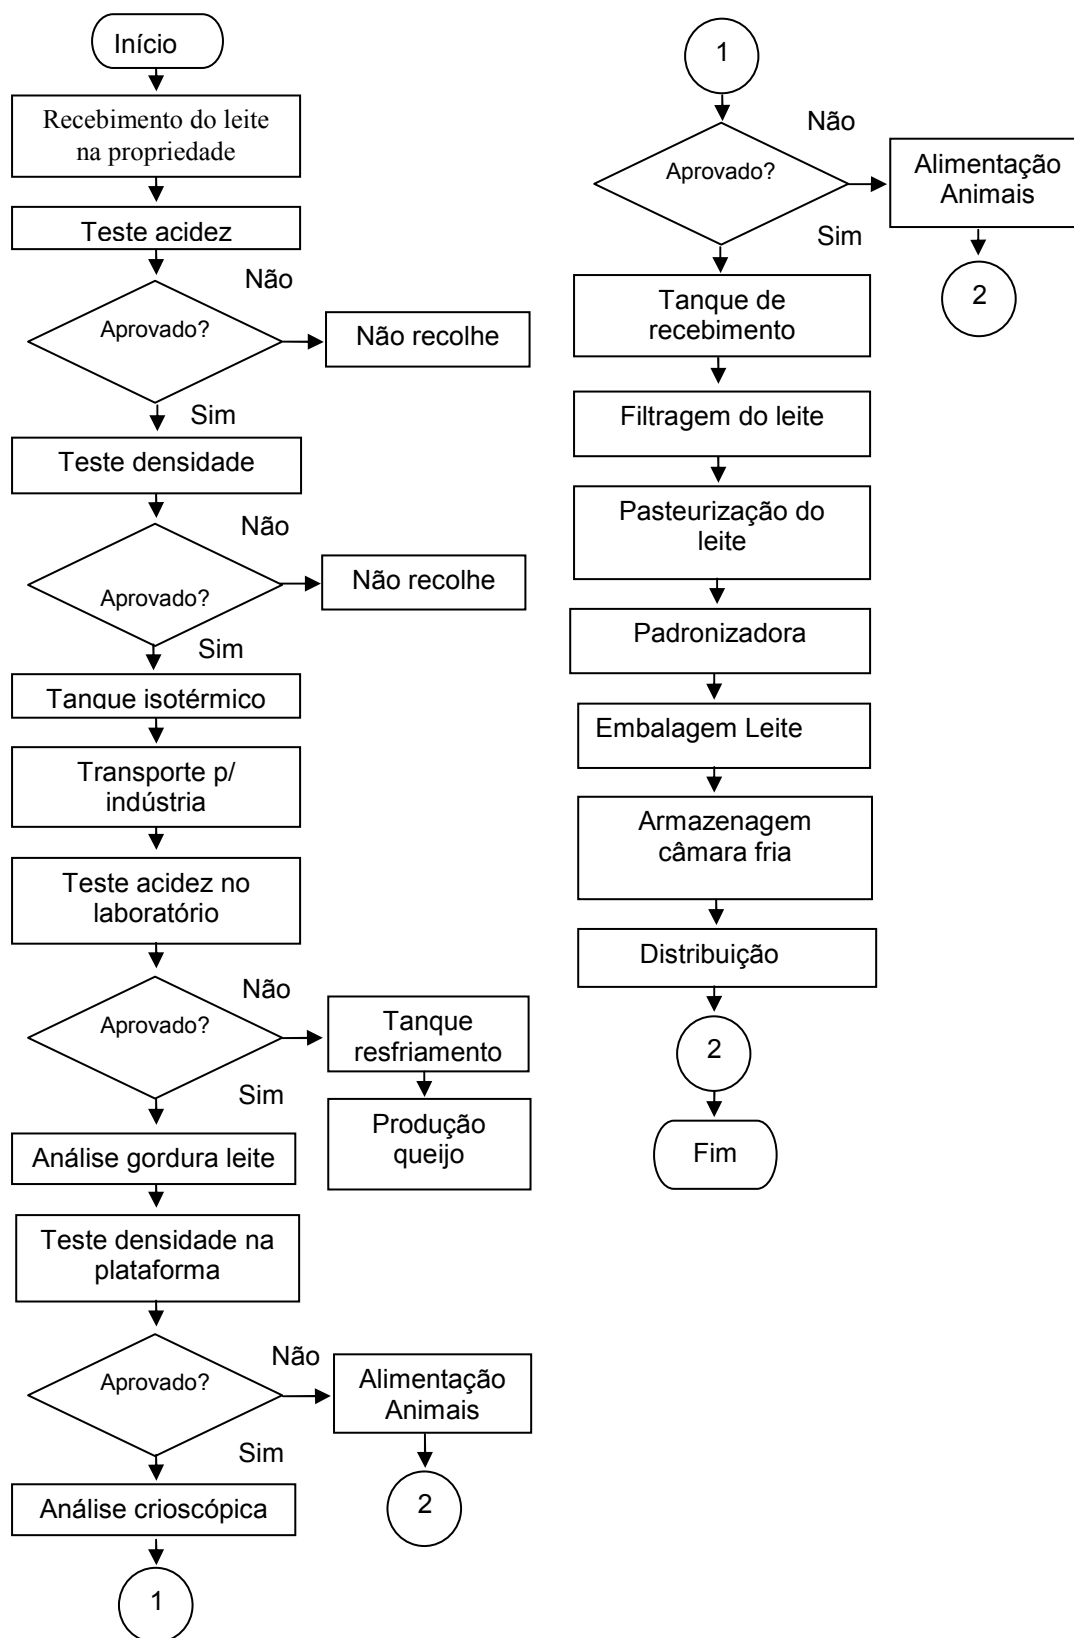 Início
Recebimento do leite
na propriedade
Teste acidez
Não
Aprovado?
Não recolhe
Sim
Teste densidade
Não
Aprovado?
Não recolhe
Sim
Tanque isotérmico
Transporte p/
indústria
Teste acidez no
laboratório
Não
Aprovado?
Tanque
resfriamento
Sim
Produção
queijo
Análise gordura leite
Teste densidade na
plataforma
Não
Aprovado?
Alimentação
Animais
Sim
2
Análise crioscópica
1
1
Não
Aprovado?
Alimentação
Animais
Sim
2
Tanque de
recebimento
Filtragem do leite
Pasteurização do
leite
Padronizadora
Embalagem Leite
Armazenagem
câmara fria
Distribuição
2
Fim